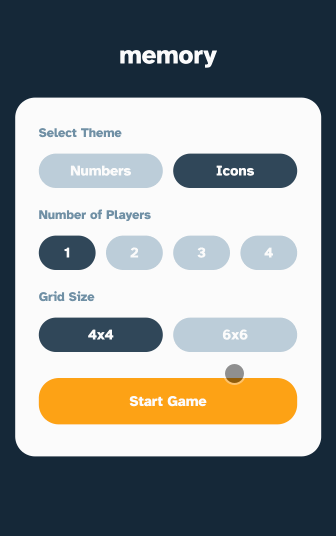 memory
Select Theme
Numbers Icons
Number of Players
1 2 3 4
Grid Size
4x4 6x6
Start Game